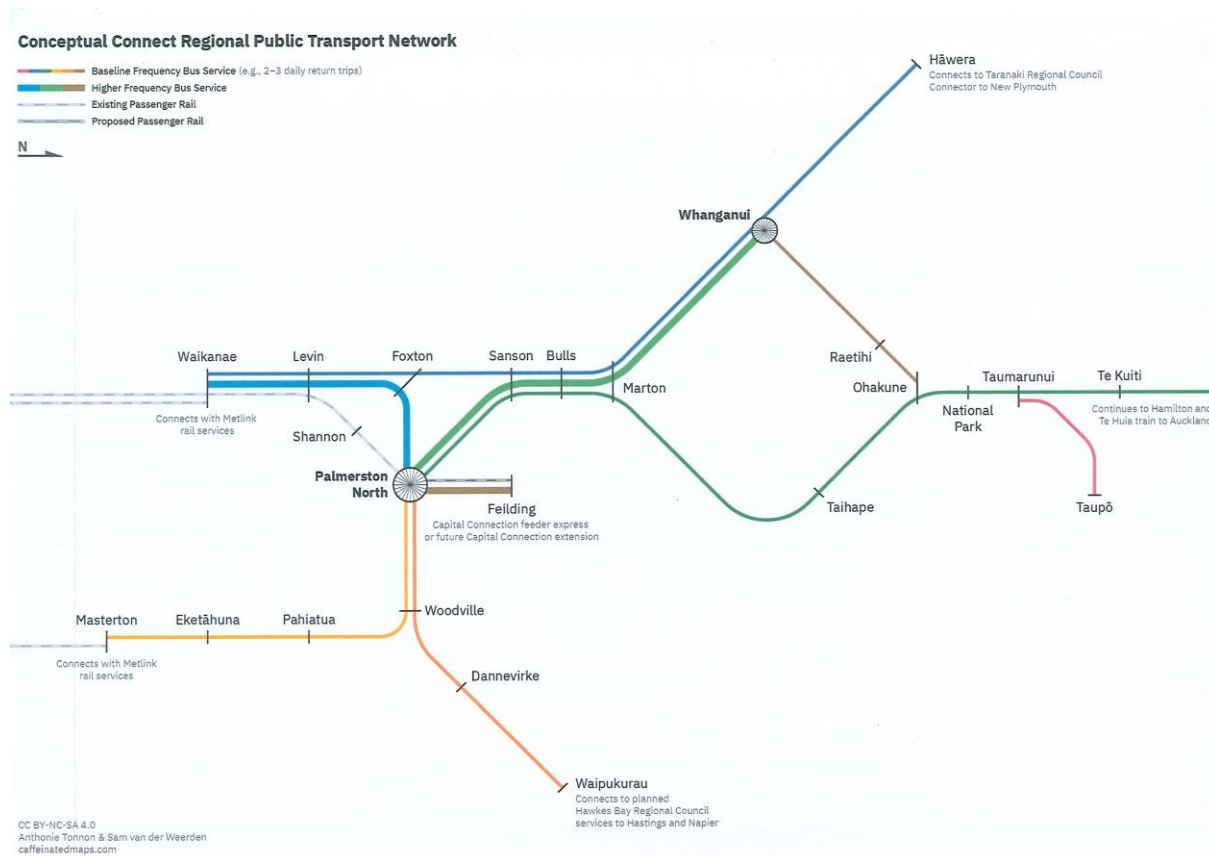 Conceptual Connect Regional Public Transport Network
Baseline Frequency Bus Service (e.g., 2–3 daily return trips)
Higher Frequency Bus Service
Existing Passenger Rail
Proposed Passenger Rail
N
Hāwera
Connects to Taranaki Regional Council
Connector to New Plymouth
Whanganui
Waikanae
Levin
Foxton
Sanson
Bulls
Marton
Raetihi
Ohakune
Taumarunui
Te Kuiti
National
Park
Continues to Hamilton and
Te Huia train to Auckland
Connects with Metlink
rail services
Shannon
Palmerston
North
Feilding
Capital Connection feeder express
or future Capital Connection extension
Taihape
Taupō
Masterton
Eketāhuna
Pahiatua
Woodville
Connects with Metlink
rail services
Dannevirke
Waipukurau
Connects to planned
Hawkes Bay Regional Council
services to Hastings and Napier
CC BY-NC-SA 4.0
Anthonie Tonnon & Sam van der Weerden
caffeinatedmaps.com